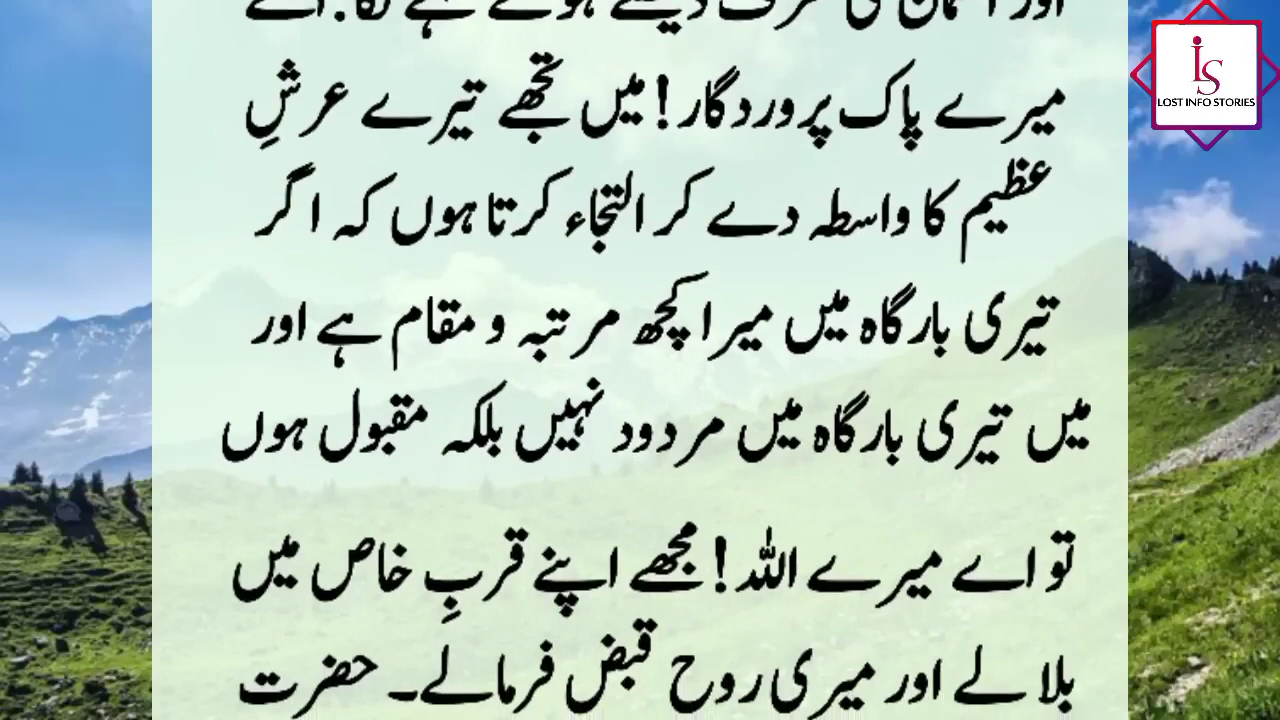 میرے پاک پروردگار! میں تجھے تیرے عرشِ
عظیم کا واسطہ دے کر التجاء کرتا ہوں کہ اگر
تیری بارگاہ میں میرا کچھ مرتبہ و مقام ہے اور
میں تیری بارگاہ میں مردود نہیں بلکہ مقبول ہوں
تو اے میرے اللہ! مجھے اپنے قربِ خاص میں
بلا لے اور میری روح قبض فرمالے۔ حضرت
LS
LOST INFO STORIES